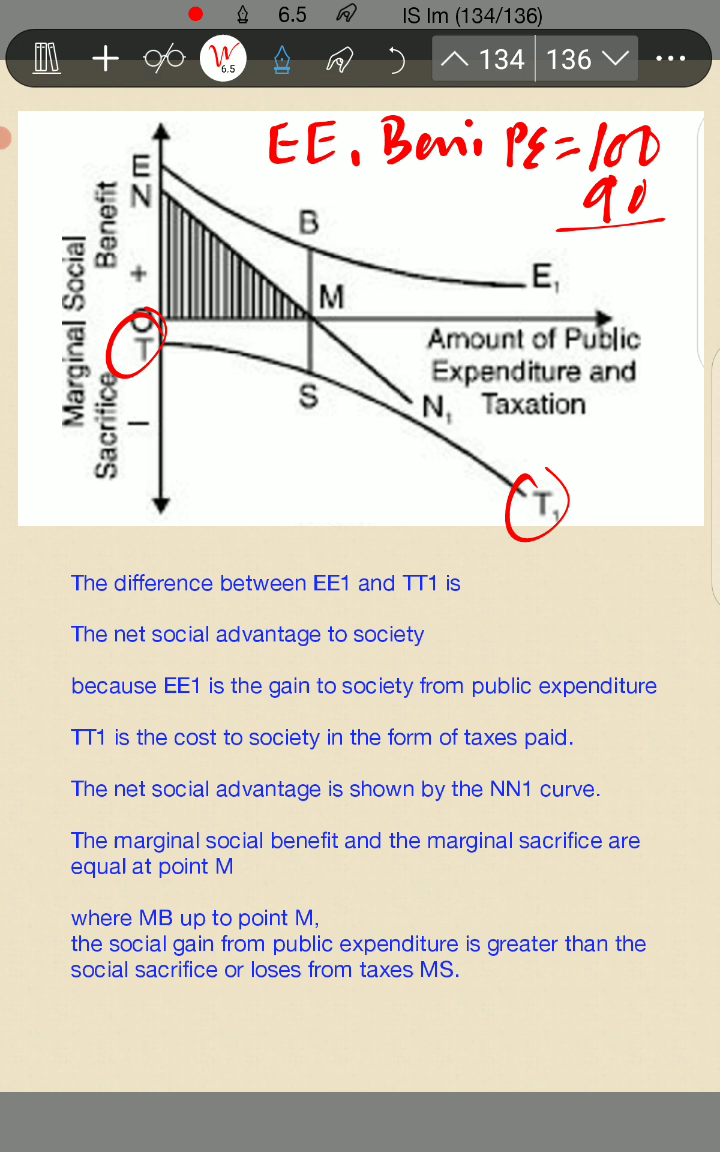 6.5 IS lm (134/136)
W 6.5 134 136
EE, Beni PE = 100
90
E
N
Marginal Social
Benefit
+
B
E₁
M
O
T
Amount of Public
Expenditure and
Taxation
Sacrifice
S
N₁
T₁
The difference between EE1 and TT1 is
The net social advantage to society
because EE1 is the gain to society from public expenditure
TT1 is the cost to society in the form of taxes paid.
The net social advantage is shown by the NN1 curve.
The marginal social benefit and the marginal sacrifice are
equal at point M
where MB up to point M,
the social gain from public expenditure is greater than the
social sacrifice or loses from taxes MS.